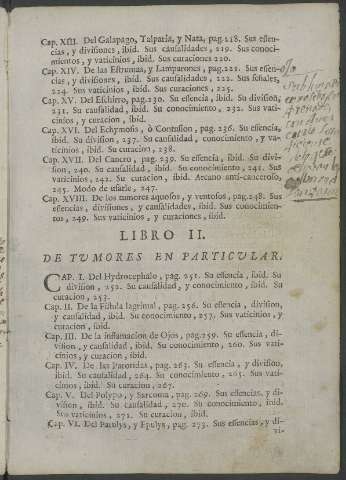 Cap. XIII. Del Galapago, Talparia, y Nata, pag. 218. Sus essen-
cias, y divisiones, ibid. Sus causalidades, 219. Sus conoci-
mientos, y vaticinios, ibid. Sus curaciones 220.
Cap. XIV. De las Estrumas, y Lamparones, pag. 221. Sus essen-
cias, y divisiones, ibid. Sus causalidades, 222. Sus señales,
224. Sus vaticinios, ibid. Sus curaciones, 225.
Cap. XV. Del Eschirro, pag. 230. Su essencia, ibid. Su division,
231. Su causalidad, ibid. Su conocimiento, 232. Sus vati-
cinios, y curacion, ibid.
Cap. XVI. Del Echymosis, ò Contusion, pag. 236. Su essencia,
ibid. Su division, 237. Su causalidad, conocimiento, y va-
ticinios, ibid. Su curacion, 238.
Cap. XVII. Del Cancro, pag. 239. Su essencia, ibid. Su divi-
sion, 240. Su causalidad, ibid. Su conocimiento, 241. Sus
vaticinios, 242. Su curacion, ibid. Arcano anti-canceroso,
245. Modo de usarle, 247.
Cap. XVIII. De los tumores aquosos, y ventosos, pag. 248. Sus
essencias, divisiones, y causalidades, ibid. Sus conocimien-
tos, 249. Sus vaticinios, y curaciones, ibid.
LIBRO II.
DE TUMORES EN PARTICULAR.
CAP. I. Del Hydrocephalo, pag. 251. Su essencia, ibid. Su
division, 252. Su causalidad, y conocimiento, ibid. Su
curacion, 253.
Cap. II. De la Fistula lagrimal, pag. 256. Su essencia, division,
y causalidad, ibid. Su conocimiento, 257. Sus vaticinios, y
curacion, ibid.
Cap. III. De la inflamacion de Ojos, pag. 259. Su essencia, di-
vision, y causalidad, ibid. Su conocimiento, 260. Sus vati-
cinios, y curacion, ibid.
Cap. IV. De las Parotidas, pag. 263. Su essencia, y division,
ibid. Su causalidad, 264. Su conocimiento, 265. Sus vati-
cinios, ibid. Su curacion, 267.
Cap. V. Del Polypo, y Sarcoma, pag. 269. Sus essencias, y di-
vision, ibid. Su causalidad, 270. Su conocimiento, ibid.
Sus vaticinios, 271. Su curacion, ibid.
Cap. VI. Del Parulys, y Epulys, pag. 273. Sus essencias, y di-
vi-